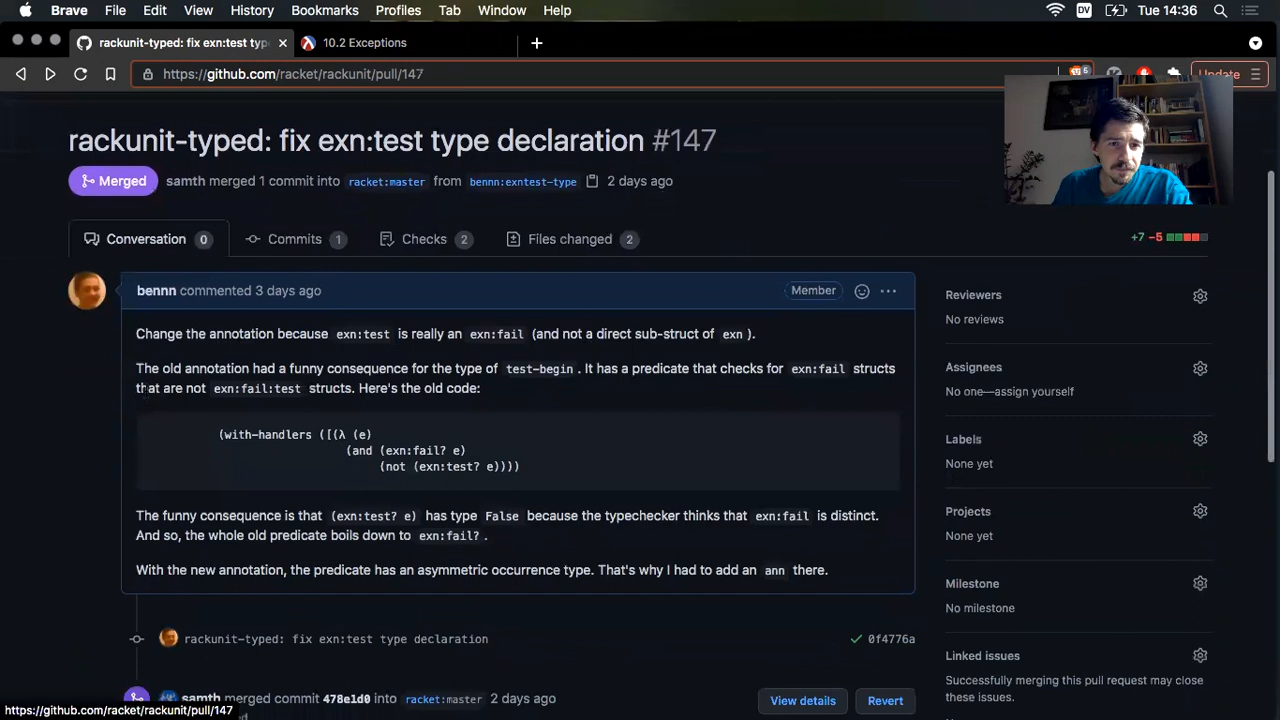 Brave File Edit View History Bookmarks Profiles Tab Window Help DV Tue 14:36
rackunit-typed: fix exn:test typ 10.2 Exceptions
https://github.com/racket/rackunit/pull/147 5 Update
rackunit-typed: fix exn:test type declaration #147
Merged samth merged 1 commit into racket:master from bennn:exntest-type 2 days ago
Conversation 0 Commits 1 Checks 2 Files changed 2 +7 −5
bennn commented 3 days ago Member
Change the annotation because exn:test is really an exn:fail (and not a direct sub-struct of exn ).
The old annotation had a funny consequence for the type of test-begin . It has a predicate that checks for exn:fail structs
that are not exn:fail:test structs. Here's the old code:
(with-handlers ([(λ (e)
(and (exn:fail? e)
(not (exn:test? e))))
The funny consequence is that (exn:test? e) has type False because the typechecker thinks that exn:fail is distinct.
And so, the whole old predicate boils down to exn:fail? .
With the new annotation, the predicate has an asymmetric occurrence type. That's why I had to add an ann there.
rackunit-typed: fix exn:test type declaration 0f4776a
samth merged commit 478e1d0 into racket:master 2 days ago View details Revert
Reviewers
No reviews
Assignees
No one—assign yourself
Labels
None yet
Projects
None yet
Milestone
No milestone
Linked issues
Successfully merging this pull request may close
these issues.
https://github.com/racket/rackunit/pull/147